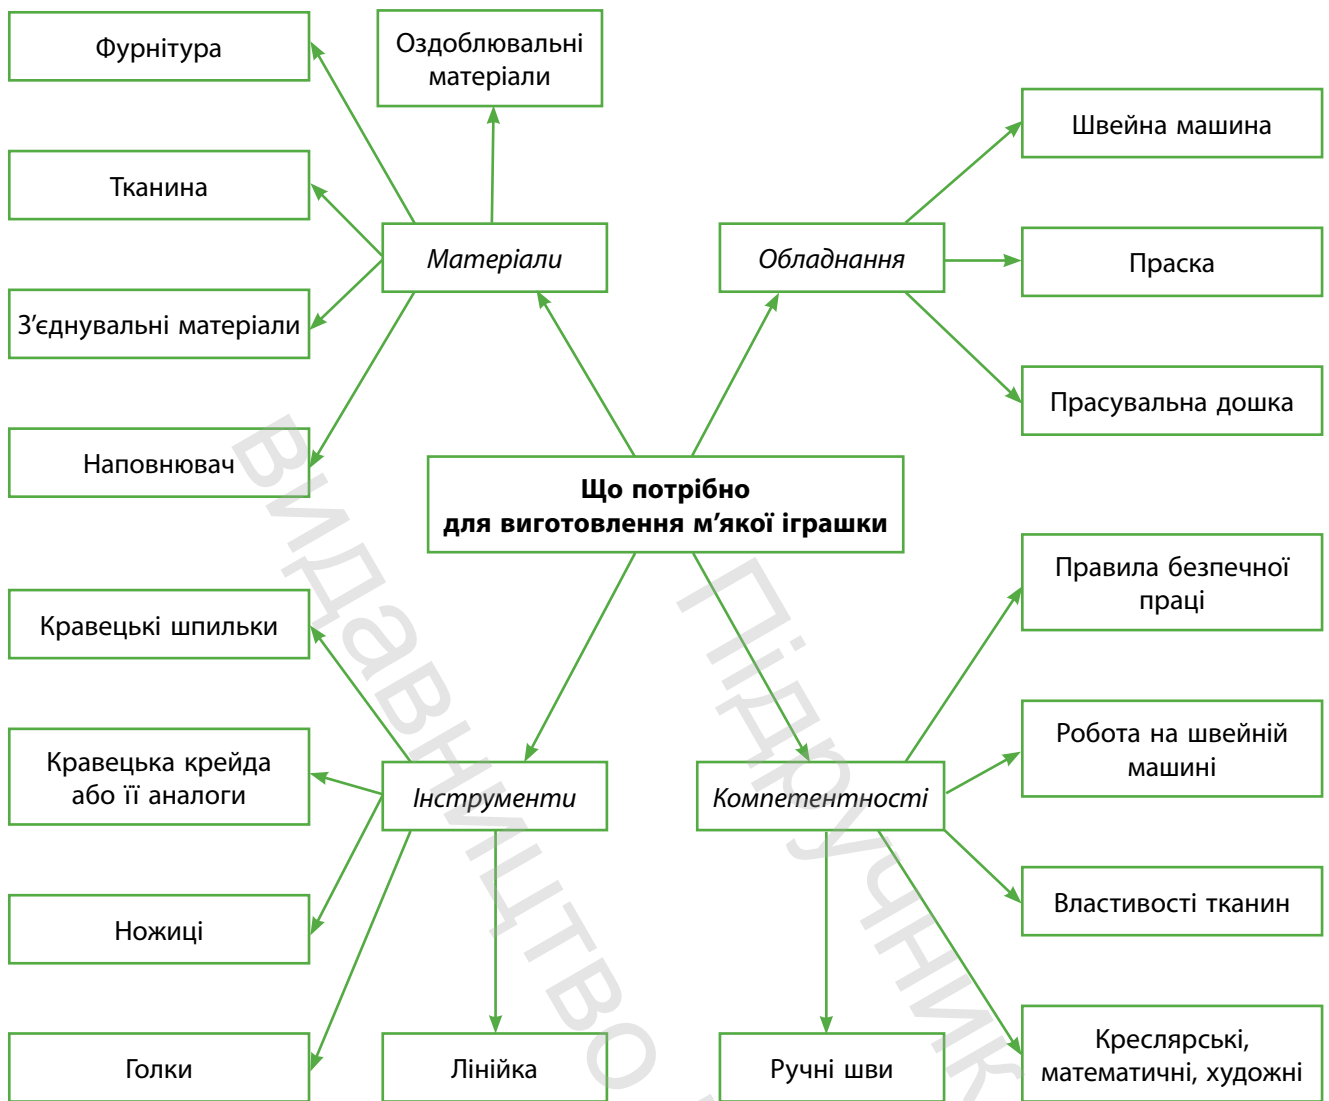 Фурнітура
Оздоблювальні
матеріали
Швейна машина
Тканина
Матеріали
Обладнання
Праска
З’єднувальні матеріали
Прасувальна дошка
Наповнювач
Що потрібно
для виготовлення м’якої іграшки
Правила безпечної
праці
Кравецькі шпильки
Робота на швейній
машині
Кравецька крейда
або її аналоги
Інструменти
Компетентності
Ножиці
Властивості тканин
Голки
Лінійка
Ручні шви
Креслярські,
математичні, художні
видавництво
Підручник